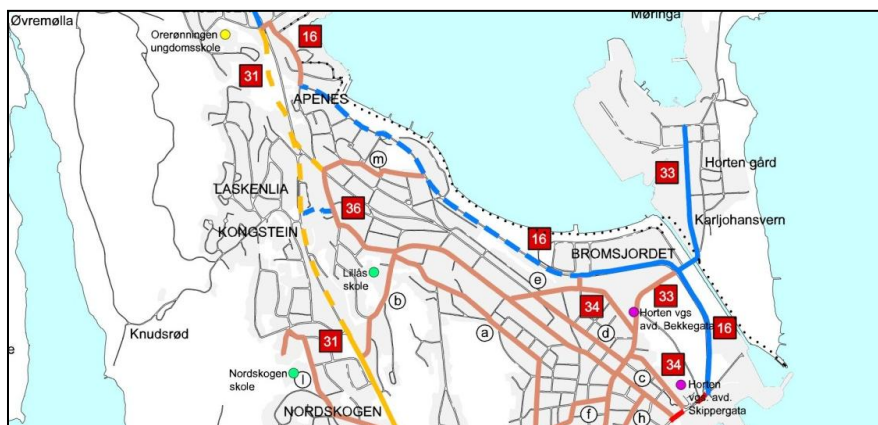 Øvremølla
Møringa
Orerønningen
ungdomsskole
16
31
APENES
m
33
Horten gård
LASKENLIA
36
Karljohansvern
KONGSTEIN
16
BROMSJORDET
Lillås
skole
e
33
b
34
Horten vgs
avd. Bekkegata
Knudsrød
a
d
16
e
31
34
Nordskogen
skole
l
c
Horten
vgd. avd.
Skippergata
NORDSKOGEN
f
h